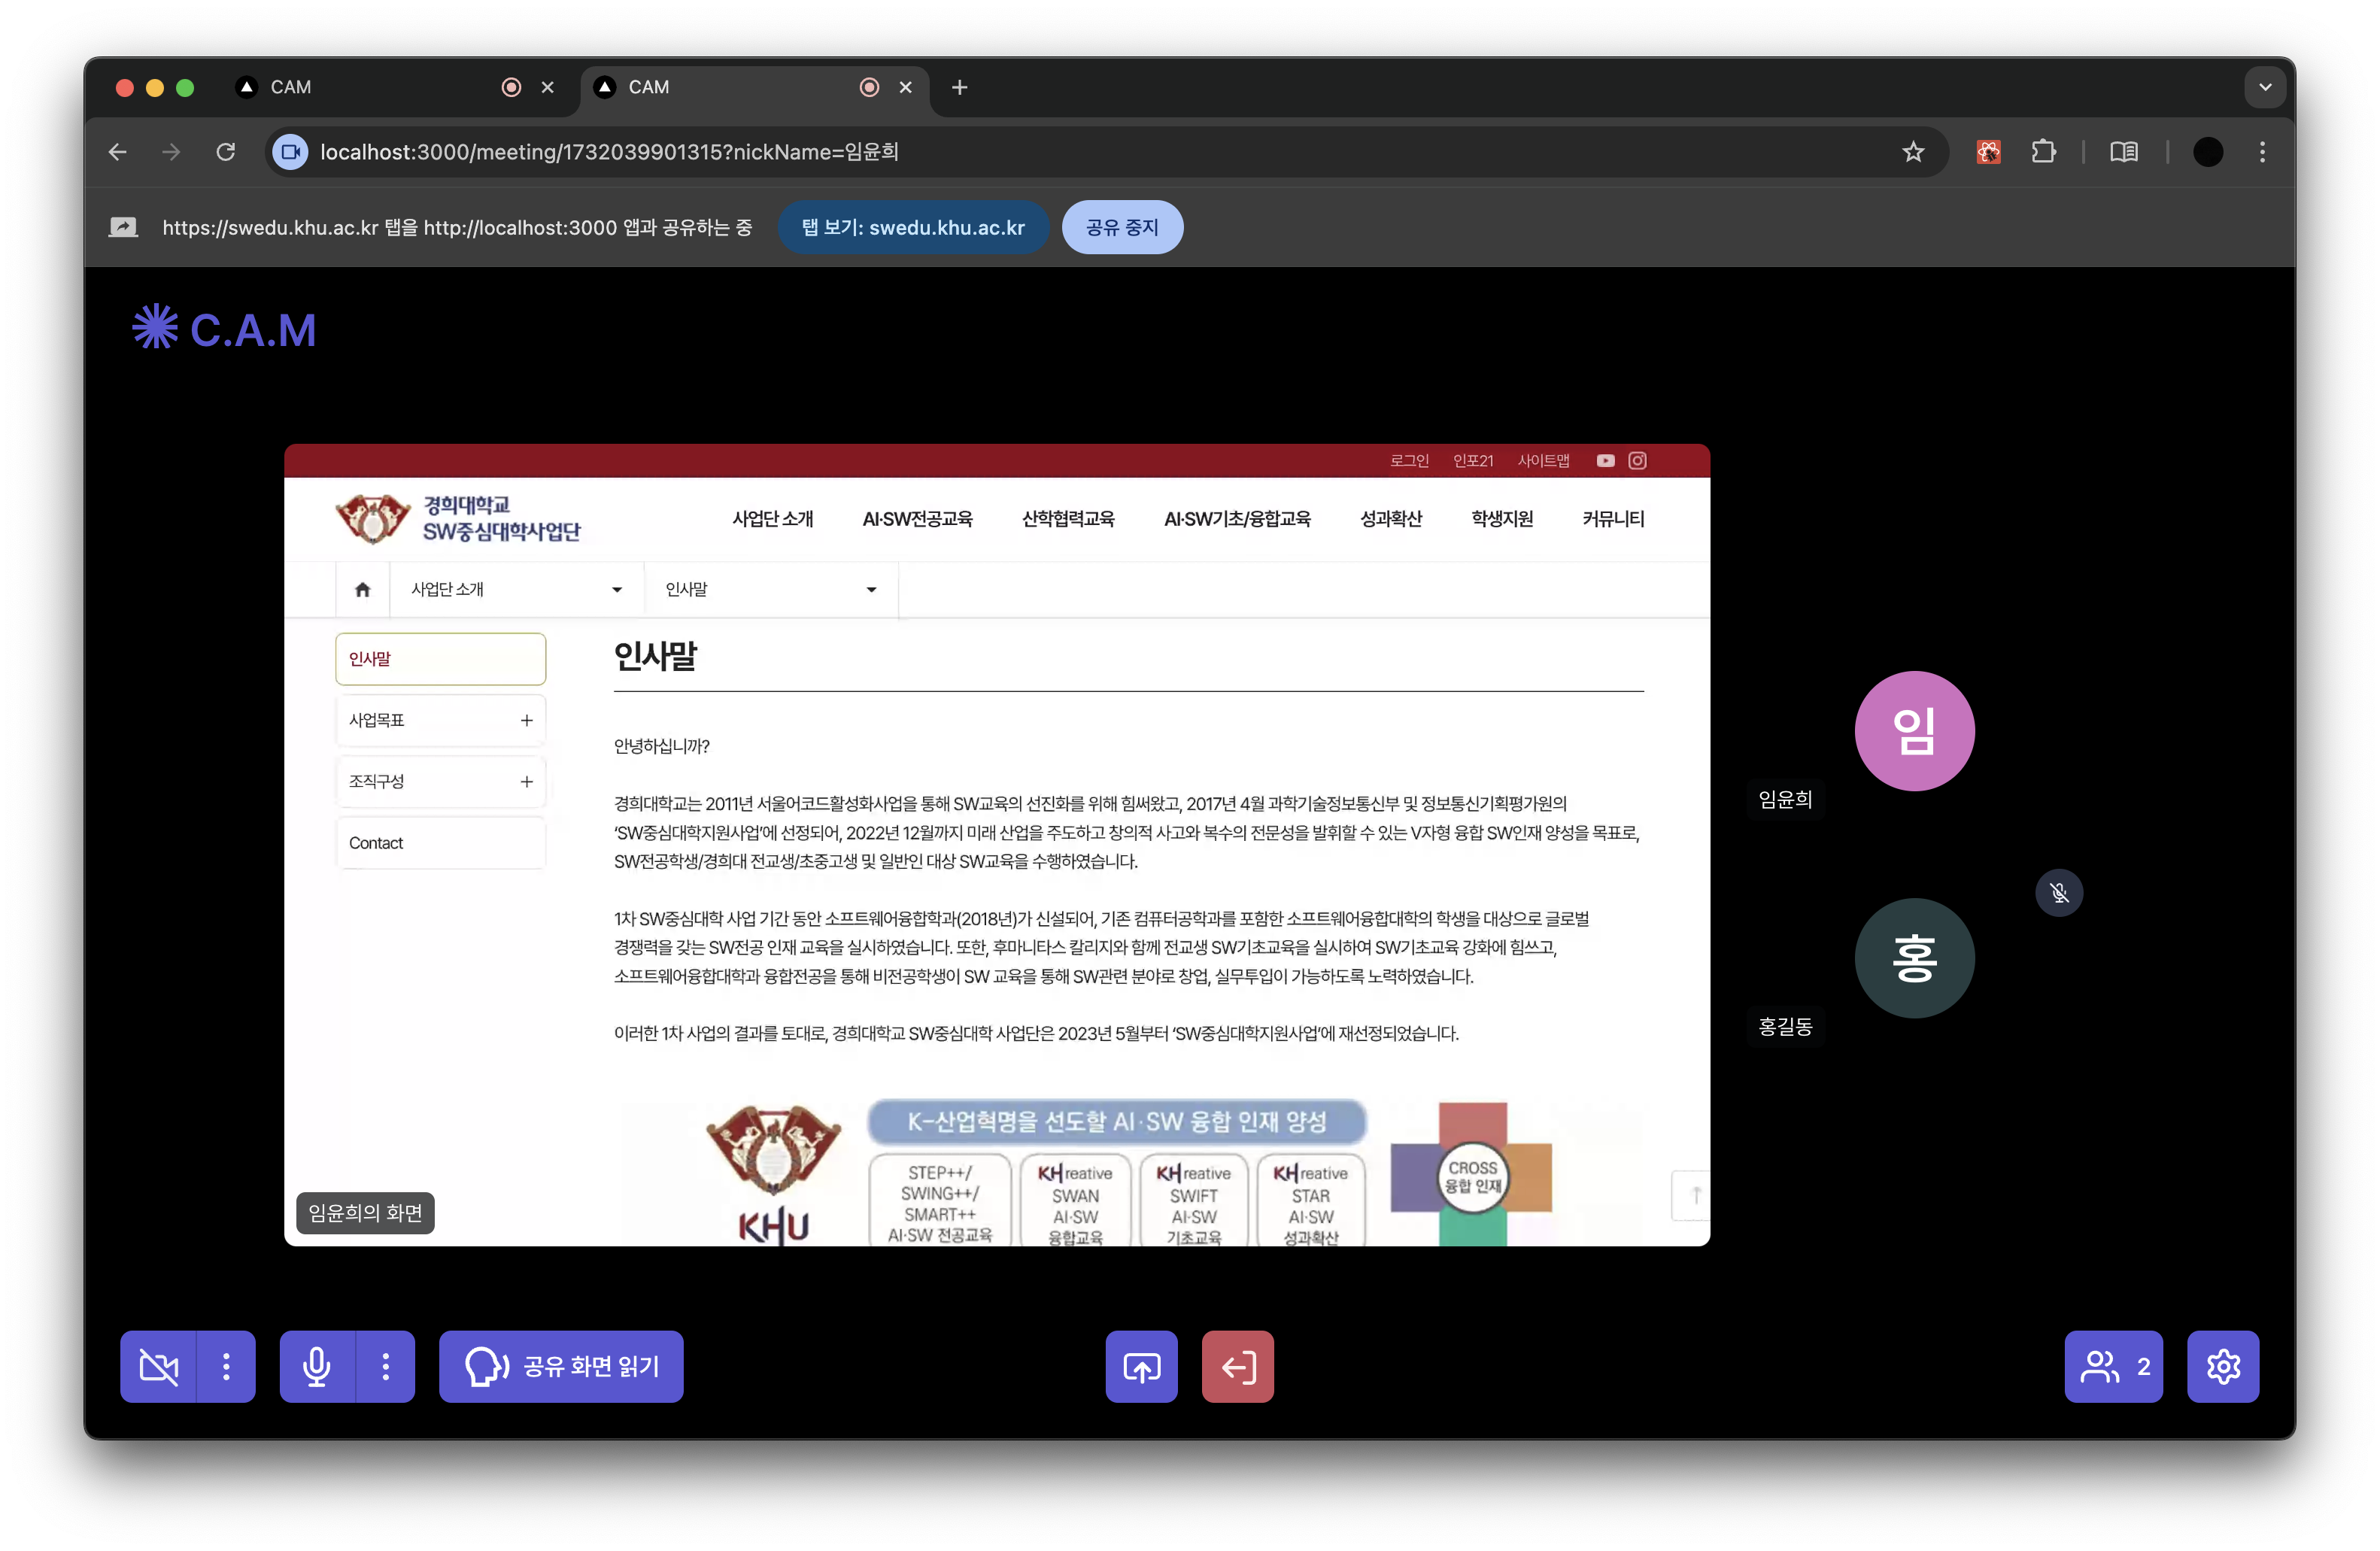 CAM
CAM
localhost:3000/meeting/1732039901315?nickName=임윤희
https://swedu.khu.ac.kr 탭을 http://localhost:3000 앱과 공유하는 중
탭 보기: swedu.khu.ac.kr
공유 중지
C.A.M
로그인 인포21 사이트맵
경희대학교
SW중심대학사업단
사업단 소개 AI·SW전공교육 산학협력교육 AI·SW기초/융합교육 성과확산 학생지원 커뮤니티
사업단 소개
인사말
인사말
사업목표
조직구성
Contact
인사말
안녕하십니까?
경희대학교는 2011년 서울어코드활성화사업을 통해 SW교육의 선진화를 위해 힘써왔고, 2017년 4월 과학기술정보통신부 및 정보통신기획평가원의
‘SW중심대학지원사업’에 선정되어, 2022년 12월까지 미래 산업을 주도하고 창의적 사고와 복수의 전문성을 발휘할 수 있는 V자형 융합 SW인재 양성을 목표로,
SW전공학생/경희대 전교생/초중고생 및 일반인 대상 SW교육을 수행하였습니다.
1차 SW중심대학 사업 기간 동안 소프트웨어융합학과(2018년)가 신설되어, 기존 컴퓨터공학과를 포함한 소프트웨어융합대학의 학생을 대상으로 글로벌
경쟁력을 갖는 SW전공 인재 교육을 실시하였습니다. 또한, 후마니타스 칼리지와 함께 전교생 SW기초교육을 실시하여 SW기초교육 강화에 힘쓰고,
소프트웨어융합대학과 융합전공을 통해 비전공학생이 SW 교육을 통해 SW관련 분야로 창업, 실무투입이 가능하도록 노력하였습니다.
이러한 1차 사업의 결과를 토대로, 경희대학교 SW중심대학 사업단은 2023년 5월부터 ‘SW중심대학지원사업’에 재선정되었습니다.
KHU
K-산업혁명을 선도할 AI·SW 융합 인재 양성
STEP++/
SWING++/
SMART++
AI·SW 전공교육
KHreative
SWAN
AI·SW
융합교육
KHreative
SWIFT
AI·SW
기초교육
KHreative
STAR
AI·SW
성과확산
CROSS
융합 인재
임윤희의 화면
임
임윤희
홍
홍길동
공유 화면 읽기
2